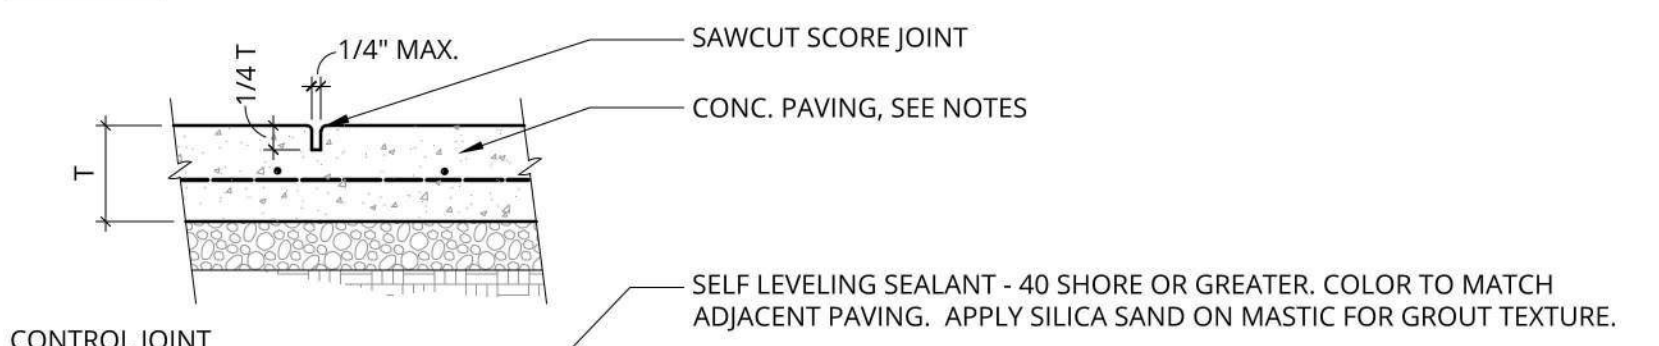 SAWCUT SCORE JOINT
1/4" MAX.
1/4 T
CONC. PAVING, SEE NOTES
T
SELF LEVELING SEALANT - 40 SHORE OR GREATER. COLOR TO MATCH
ADJACENT PAVING. APPLY SILICA SAND ON MASTIC FOR GROUT TEXTURE.
CONTROL JOINT